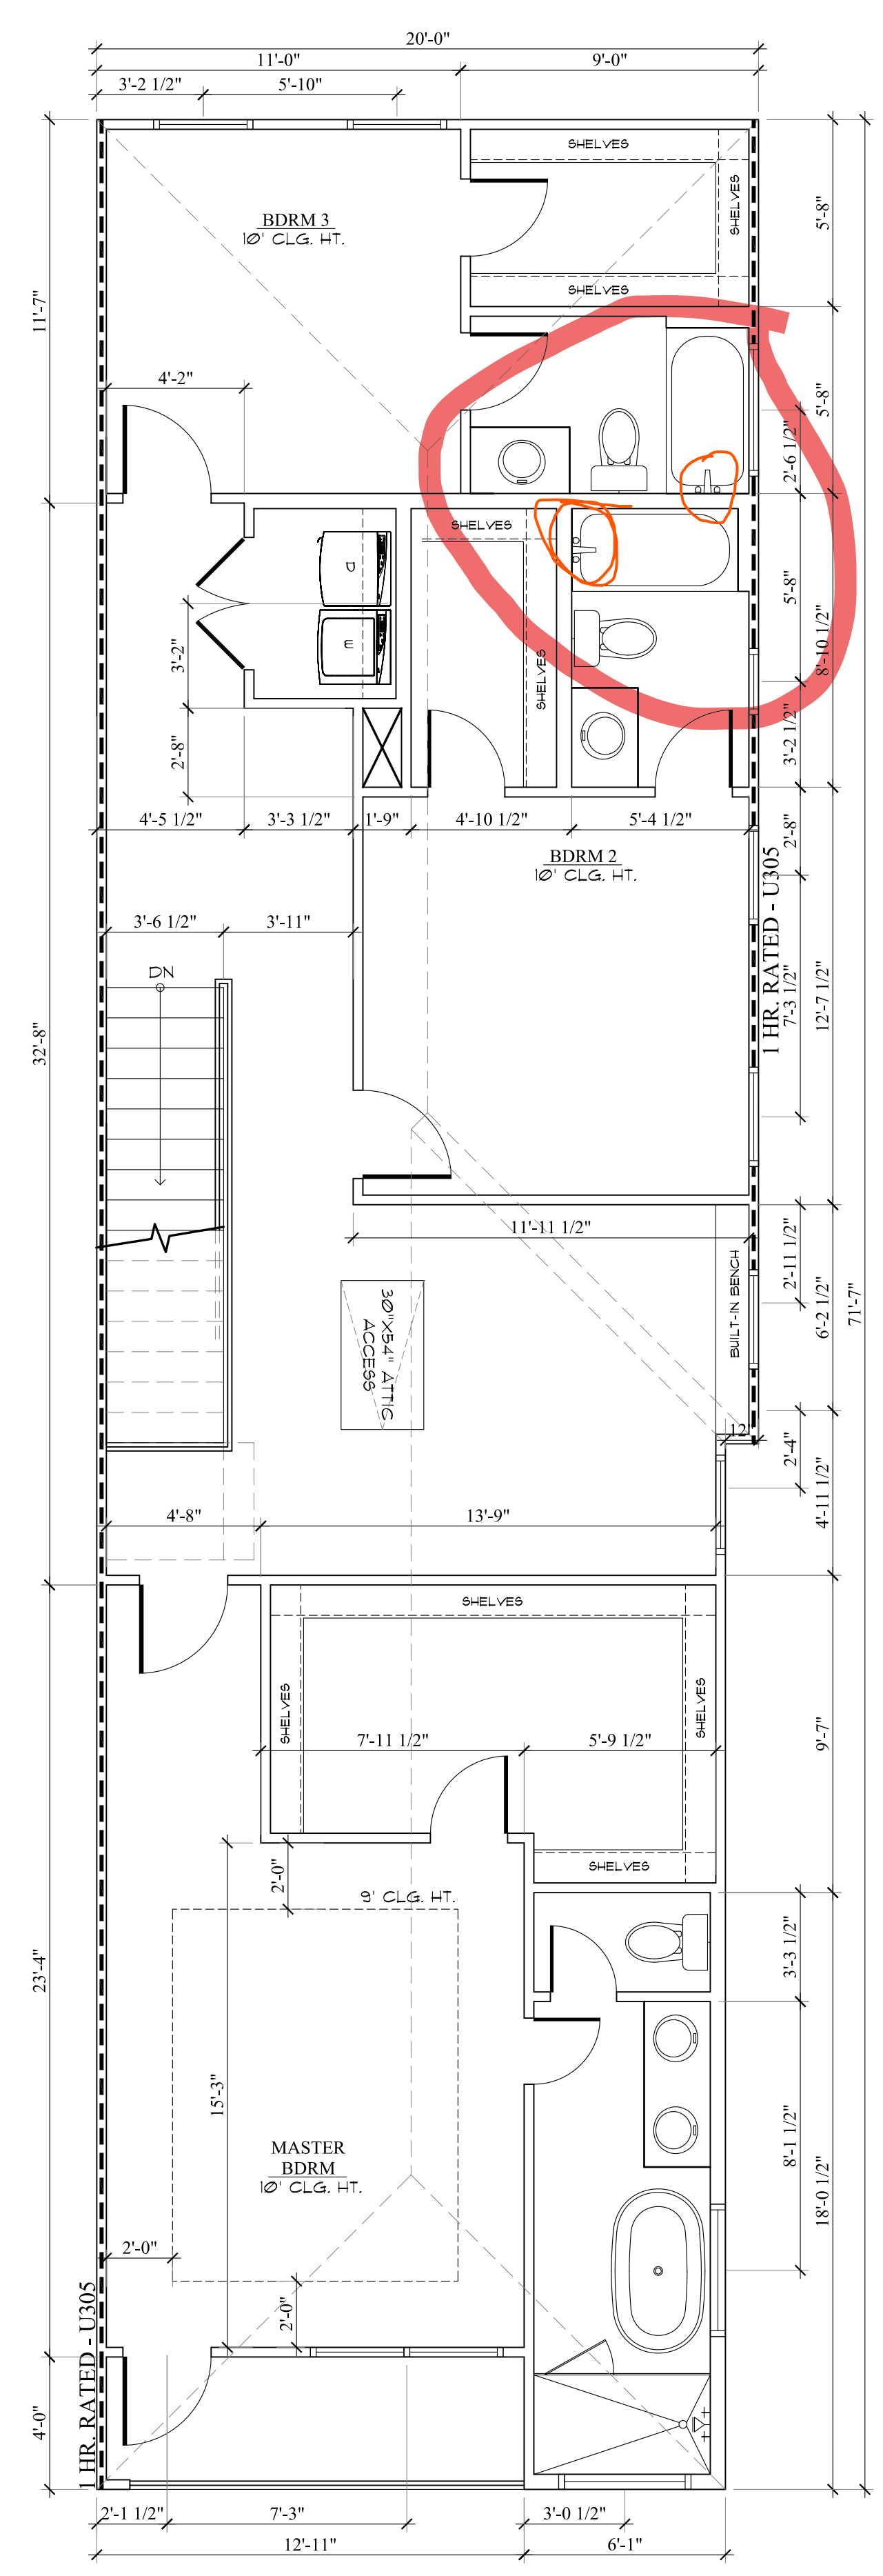 20'-0"
11'-0"
9'-0"
3'-2 1/2"
5'-10"
SHELVES
SHELVES
5'-8"
BDRM 3
10' CLG. HT.
SHELVES
11'-7"
4'-2"
5'-8"
2'-6 1/2"
SHELVES
D
5'-8"
3'-2"
SHELVES
8'-10 1/2"
3'-2 1/2"
2'-8"
4'-5 1/2"
3'-3 1/2"
1'-9"
4'-10 1/2"
5'-4 1/2"
2'-8"
BDRM 2
10' CLG. HT.
1 HR. RATED - U305
3'-6 1/2"
3'-11"
DN
7'-3 1/2"
12'-7 1/2"
32'-8"
11'-11 1/2"
2'-11 1/2"
BUILT-IN BENCH
6'-2 1/2"
71'-7"
30"X54" ATTIC
ACCESS
12"
2'-4"
4'-11 1/2"
4'-8"
13'-9"
SHELVES
SHELVES
SHELVES
7'-11 1/2"
5'-9 1/2"
9'-7"
SHELVES
2'-0"
9' CLG. HT.
3'-3 1/2"
23'-4"
15'-3"
MASTER
BDRM
10' CLG. HT.
8'-1 1/2"
18'-0 1/2"
2'-0"
2'-0"
1 HR. RATED - U305
4'-0"
2'-1 1/2"
7'-3"
3'-0 1/2"
12'-11"
6'-1"